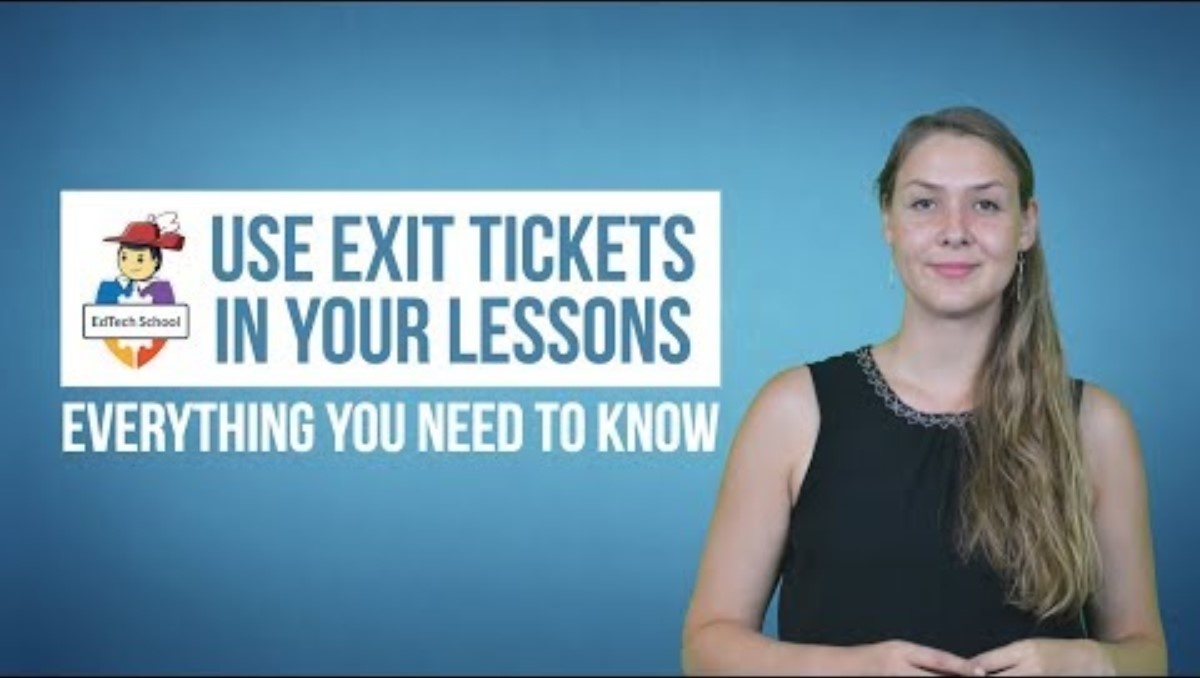 USE EXIT TICKETS
IN YOUR LESSONS
EdTech School
EVERYTHING YOU NEED TO KNOW